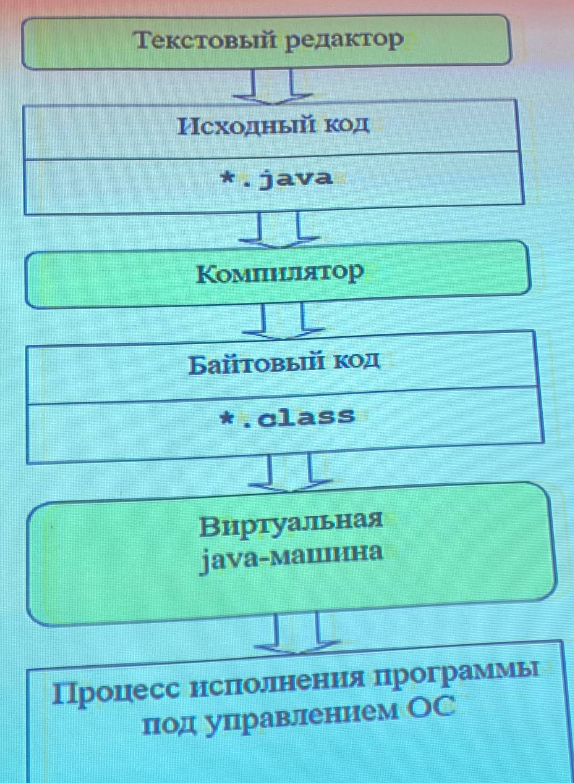 Текстовый редактор
Исходный код
*.java
Компилятор
Байтовый код
*.class
Виртуальная
java-машина
Процесс исполнения программы
под управлением ОС